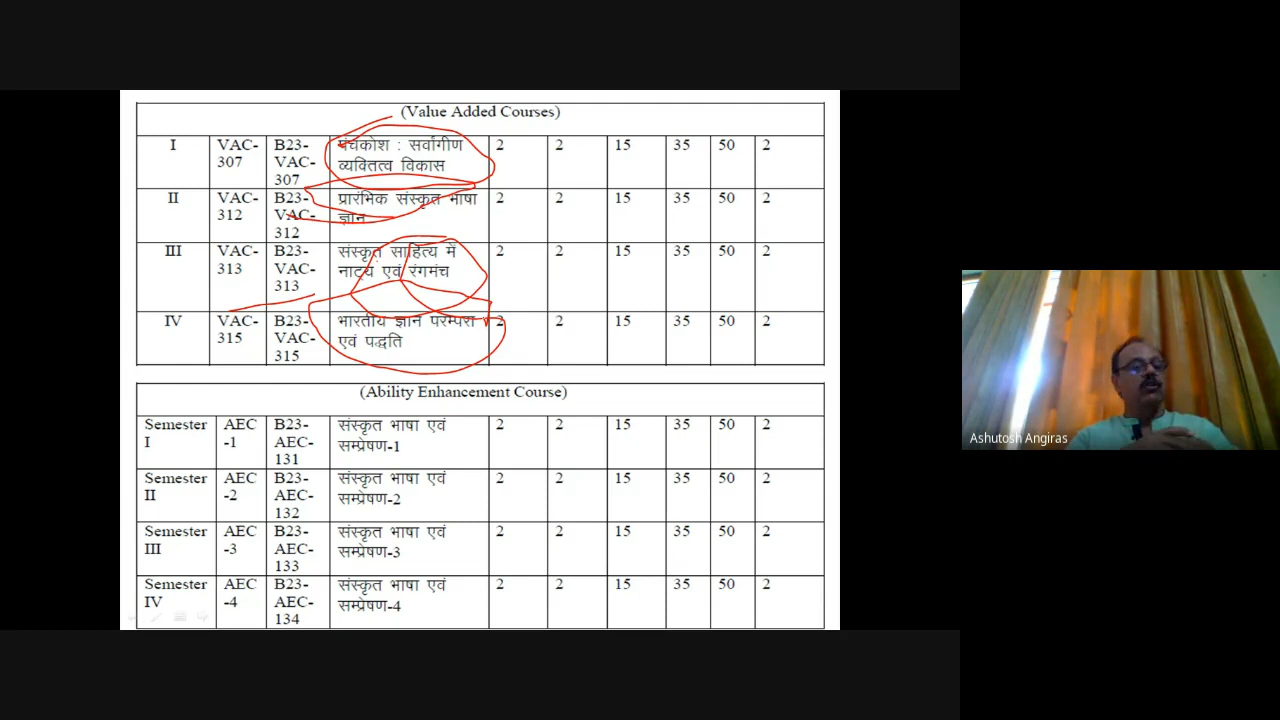 (Value Added Courses)
I VAC- B23- पंचकोश : सर्वांगीण 2 2 15 35 50 2
307 VAC- व्यक्तित्व विकास
307
II VAC- B23- प्रारंभिक संस्कृत भाषा 2 2 15 35 50 2
312 VAC- ज्ञान
312
III VAC- B23- संस्कृत साहित्य में 2 2 15 35 50 2
313 VAC- नाट्य एवं रंगमंच
313
IV VAC- B23- भारतीय ज्ञान परम्परा 2 2 15 35 50 2
315 VAC- एवं पद्धति
315
(Ability Enhancement Course)
Semester AEC B23- संस्कृत भाषा एवं 2 2 15 35 50 2
I -1 AEC- सम्प्रेषण-1
131
Semester AEC B23- संस्कृत भाषा एवं 2 2 15 35 50 2
II -2 AEC- सम्प्रेषण-2
132
Semester AEC B23- संस्कृत भाषा एवं 2 2 15 35 50 2
III -3 AEC- सम्प्रेषण-3
133
Semester AEC B23- संस्कृत भाषा एवं 2 2 15 35 50 2
IV -4 AEC- सम्प्रेषण-4
134
Ashutosh Angiras